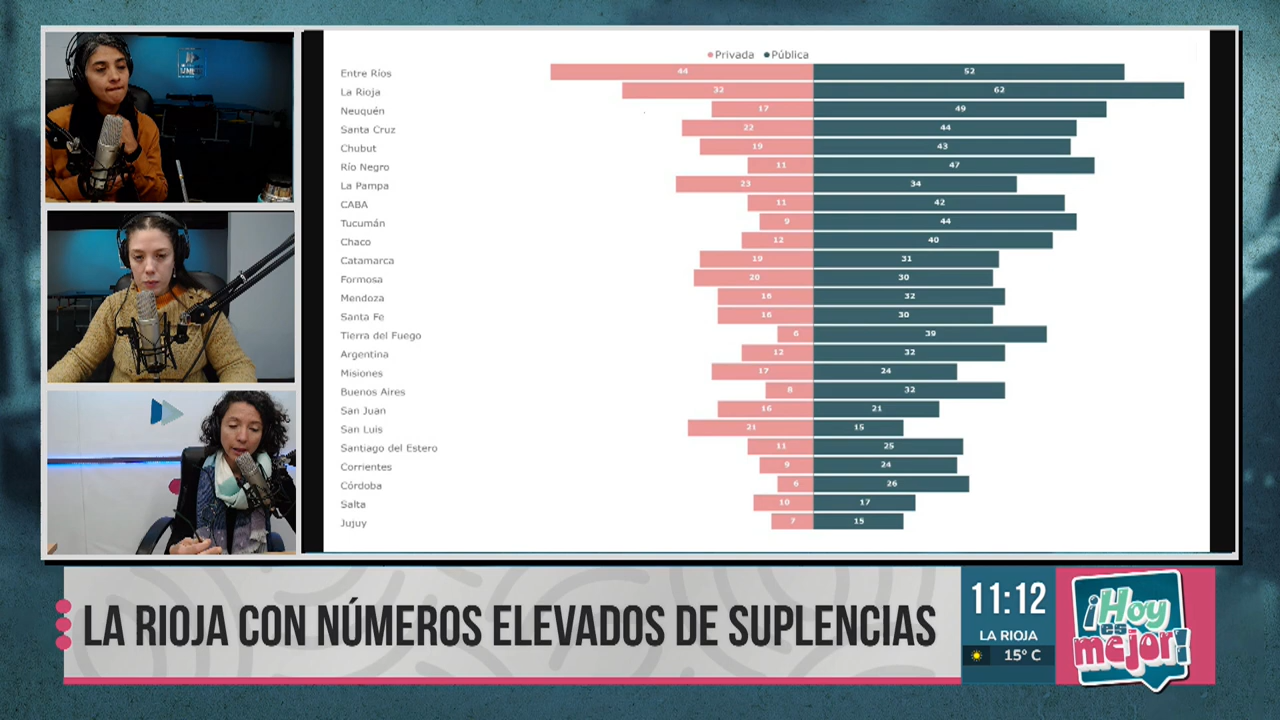 Privada Pública
Entre Ríos 44 52
La Rioja 32 62
Neuquén 17 49
Santa Cruz 22 44
Chubut 19 43
Río Negro 11 47
La Pampa 23 34
CABA 11 42
Tucumán 9 44
Chaco 12 40
Catamarca 19 31
Formosa 20 30
Mendoza 16 32
Santa Fe 16 30
Tierra del Fuego 6 39
Argentina 12 32
Misiones 17 24
Buenos Aires 8 32
San Juan 16 21
San Luis 21 15
Santiago del Estero 11 25
Corrientes 9 24
Córdoba 6 26
Salta 10 17
Jujuy 7 15
LA RIOJA CON NÚMEROS ELEVADOS DE SUPLENCIAS
11:12
LA RIOJA
15° C
¡Hoy
es
mejor!